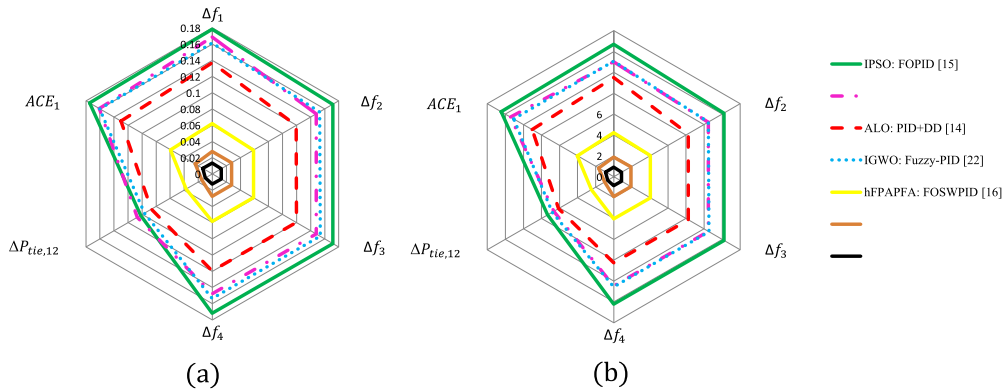 Δf₁
0.18
0.16
0.14
0.12
0.1
0.08
0.06
0.04
0.02
0
Δf₂
Δf₃
Δf₄
ΔP_tie,12
ACE₁
(a)
6
4
2
0
Δf₂
Δf₃
Δf₄
ΔP_tie,12
ACE₁
(b)
IPSO: FOPID [15]
ALO: PID+DD [14]
IGWO: Fuzzy-PID [22]
hFPAPFA: FOSWPID [16]